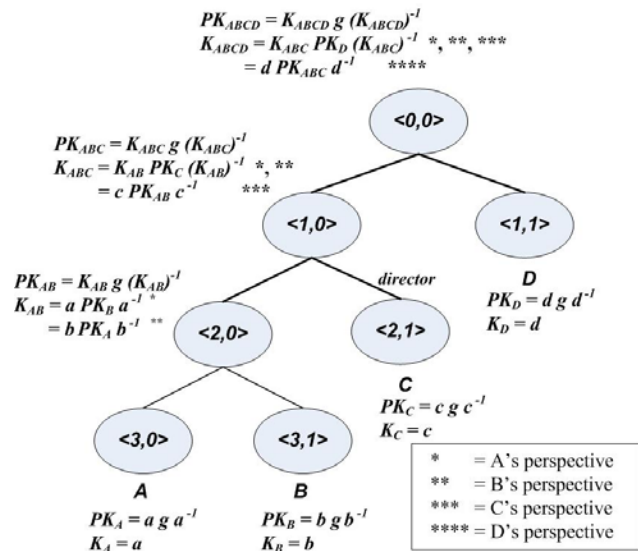 PK_ABCD = K_ABCD g (K_ABCD)^-1
K_ABCD = K_ABC PK_D (K_ABC)^-1 *, **, ***
= d PK_ABC d^-1 ****
<0,0>
PK_ABC = K_ABC g (K_ABC)^-1
K_ABC = K_AB PK_C (K_AB)^-1 *, **
= c PK_AB c^-1 ***
<1,0>
<1,1>
D
PK_D = d g d^-1
K_D = d
PK_AB = K_AB g (K_AB)^-1
K_AB = a PK_B a^-1 *
= b PK_A b^-1 **
director
<2,0>
<2,1>
C
PK_C = c g c^-1
K_C = c
<3,0>
<3,1>
A
PK_A = a g a^-1
K_A = a
B
PK_B = b g b^-1
K_B = b
* = A's perspective
** = B's perspective
*** = C's perspective
**** = D's perspective